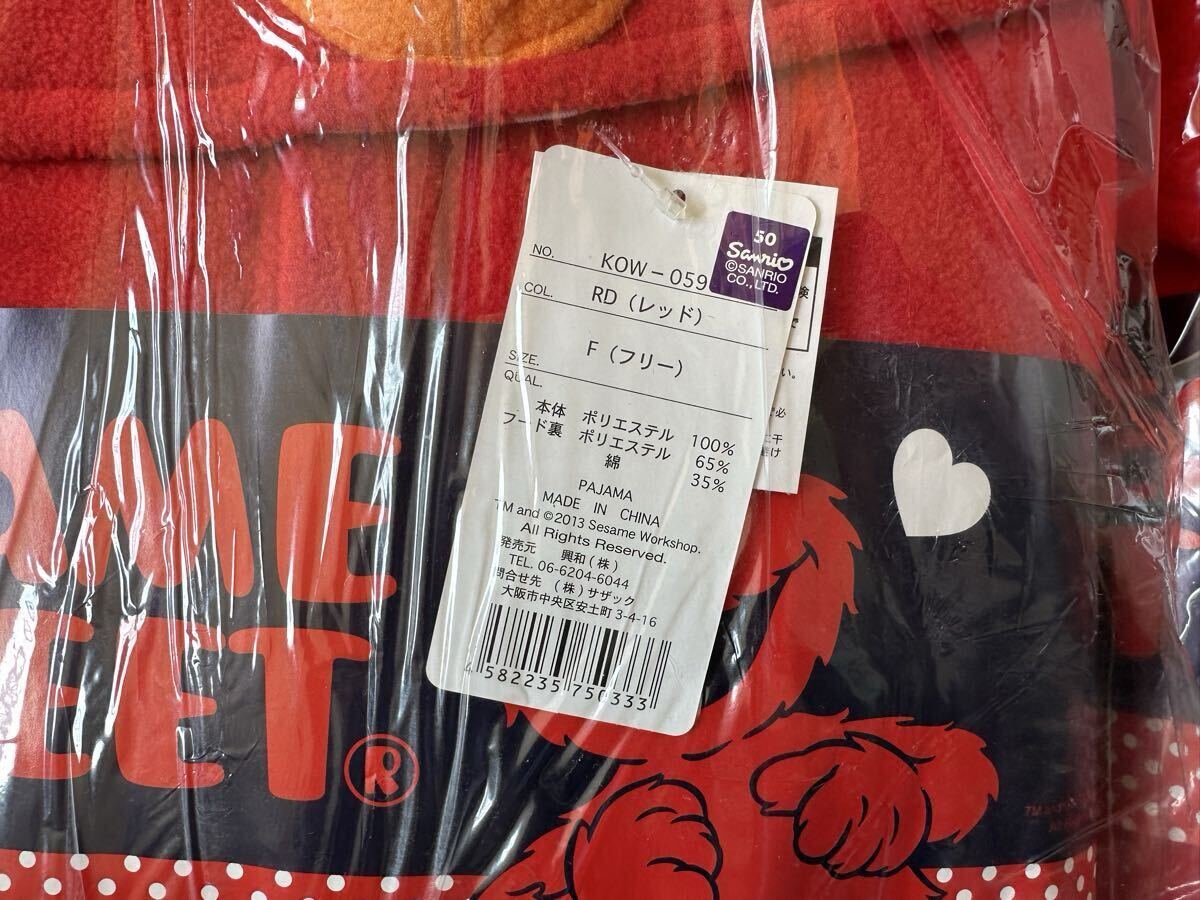 50
Sanrio
©SANRIO
CO.,LTD.
NO. KOW-059
COL. RD(レッド)
SIZE. F(フリー)
QUAL.
本体 ポリエステル 100%
フード裏 ポリエステル 65%
綿 35%
PAJAMA
MADE IN CHINA
TM and ©2013 Sesame Workshop.
All Rights Reserved.
発売元 興和(株)
TEL. 06-6204-6044
問合せ先 (株)サザック
大阪市中央区安土町 3-4-16
4 582235 750333
AME
EET®